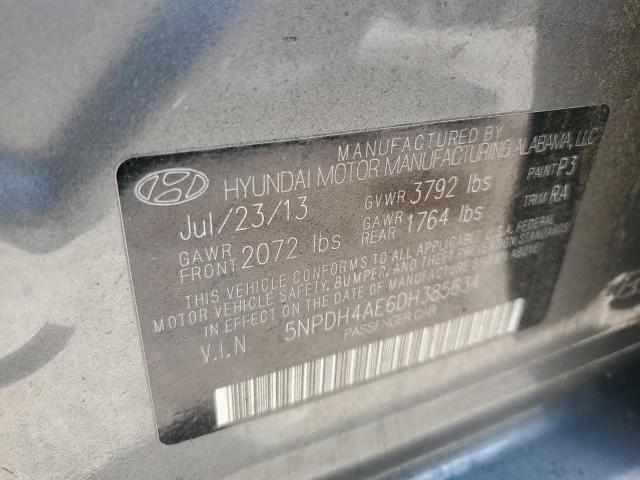 MANUFACTURED BY
HYUNDAI MOTOR MANUFACTURING ALABAMA, LLC
Jul/23/13 GVWR 3792 lbs PAINT P3
GAWR FRONT 2072 lbs GAWR REAR 1764 lbs TRIM RA
THIS VEHICLE CONFORMS TO ALL APPLICABLE U.S.A. FEDERAL
MOTOR VEHICLE SAFETY, BUMPER, AND THEFT PREVENTION STANDARDS
IN EFFECT ON THE DATE OF MANUFACTURE SHOWN ABOVE.
V.I.N 5NPDH4AE6DH385634
PASSENGER CAR